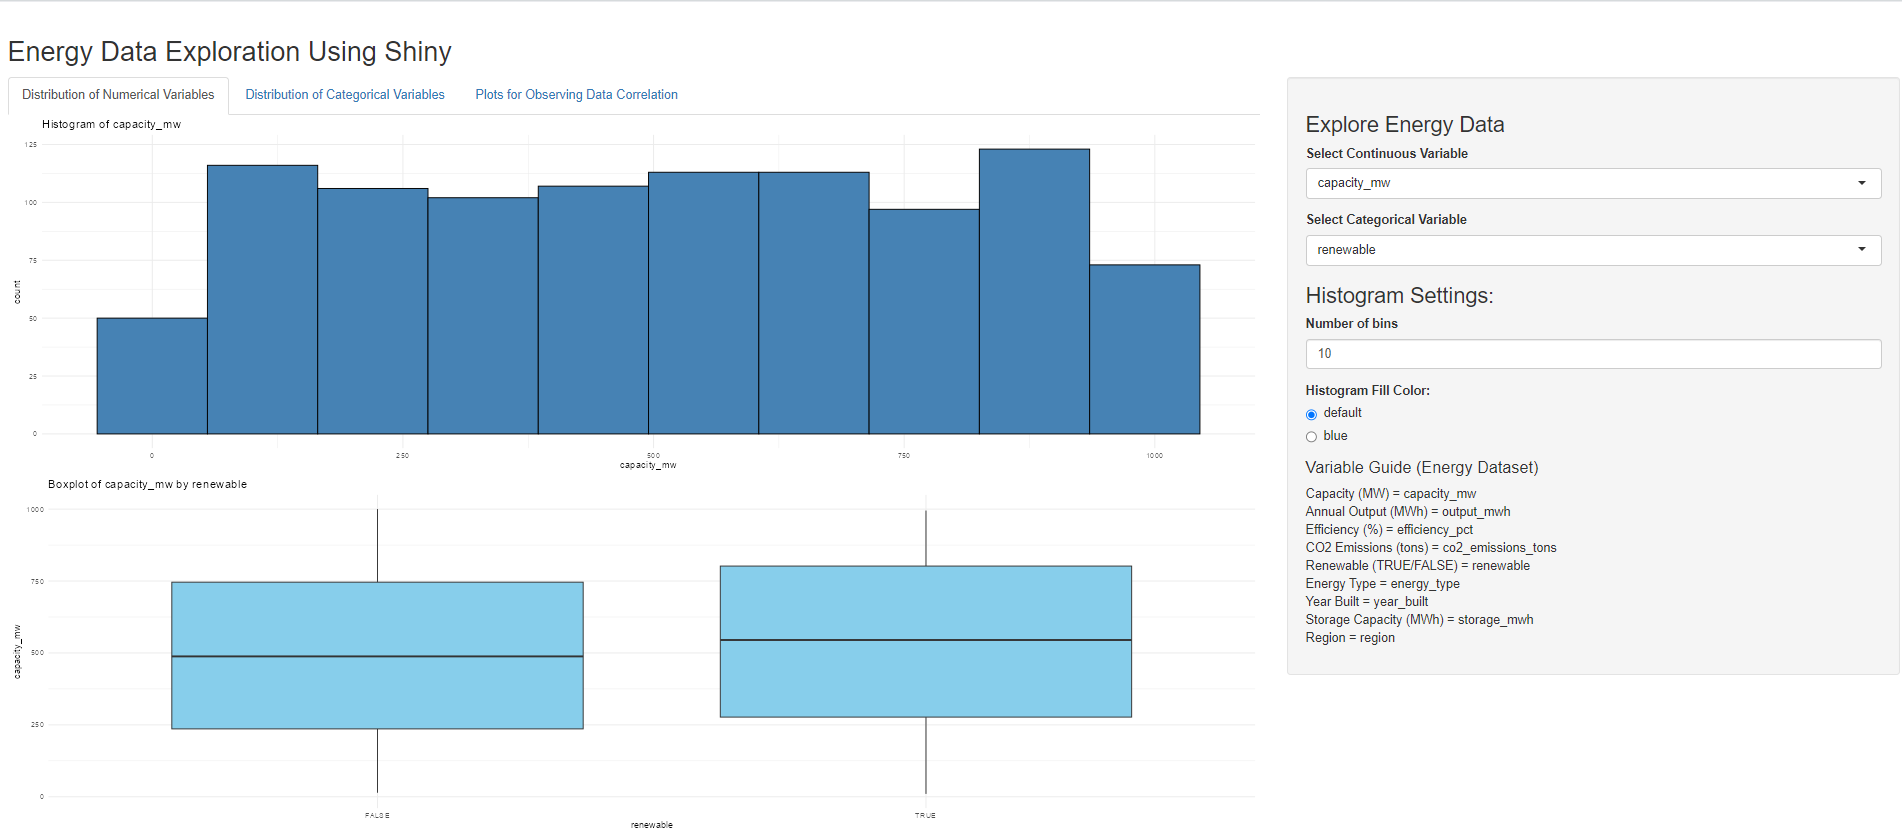 Energy Data Exploration Using Shiny
Distribution of Numerical Variables
Distribution of Categorical Variables
Plots for Observing Data Correlation
Histogram of capacity_mw
125
100
75
50
25
0
count
0
250
500
750
1000
capacity_mw
Boxplot of capacity_mw by renewable
1000
750
500
250
0
capacity_mw
FALSE
TRUE
renewable
Explore Energy Data
Select Continuous Variable
capacity_mw
Select Categorical Variable
renewable
Histogram Settings:
Number of bins
10
Histogram Fill Color:
default
blue
Variable Guide (Energy Dataset)
Capacity (MW) = capacity_mw
Annual Output (MWh) = output_mwh
Efficiency (%) = efficiency_pct
CO2 Emissions (tons) = co2_emissions_tons
Renewable (TRUE/FALSE) = renewable
Energy Type = energy_type
Year Built = year_built
Storage Capacity (MWh) = storage_mwh
Region = region